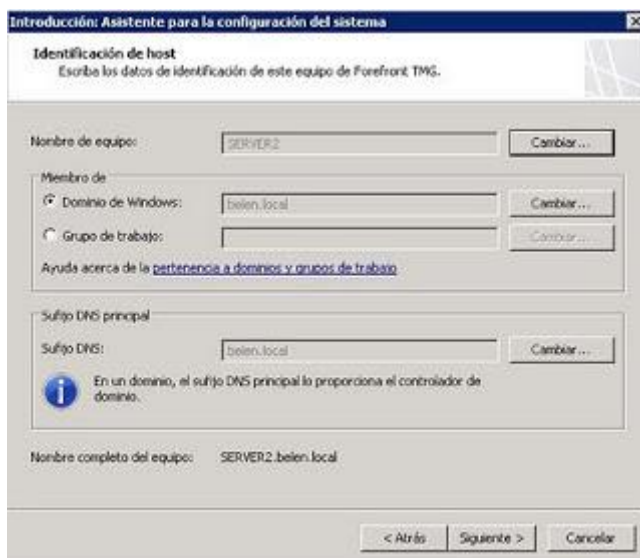 Introducción: Asistente para la configuración del sistema
Identificación de host
Escriba los datos de identificación de este equipo de Forefront TMG.
Nombre de equipo: SERVER2 Cambiar...
Miembro de
Dominio de Windows: belen.local Cambiar...
Grupo de trabajo: Cambiar...
Ayuda acerca de la pertenencia a dominios y grupos de trabajo
Sufijo DNS principal
Sufijo DNS: belen.local Cambiar...
En un dominio, el sufijo DNS principal lo proporciona el controlador de
dominio.
Nombre completo del equipo: SERVER2.belen.local
< Atrás Siguiente > Cancelar